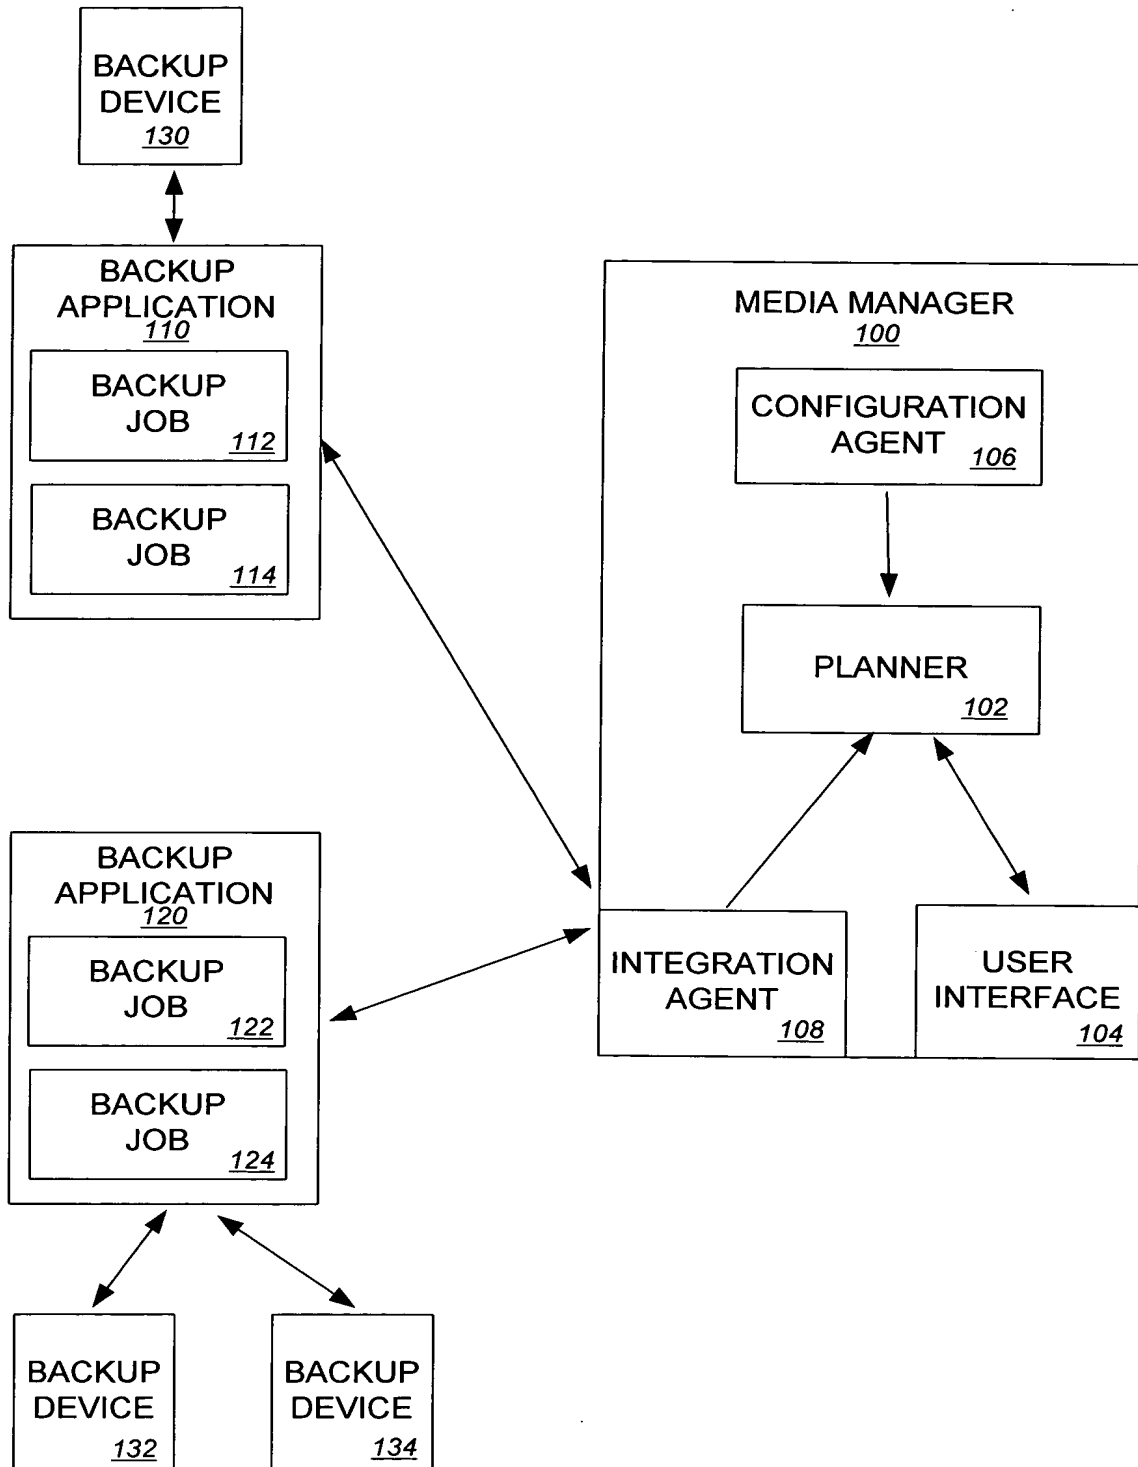 BACKUP
DEVICE
130
BACKUP
APPLICATION
110
BACKUP
JOB
112
BACKUP
JOB
114
MEDIA MANAGER
100
CONFIGURATION
AGENT
106
PLANNER
102
INTEGRATION
AGENT
108
USER
INTERFACE
104
BACKUP
APPLICATION
120
BACKUP
JOB
122
BACKUP
JOB
124
BACKUP
DEVICE
132
BACKUP
DEVICE
134